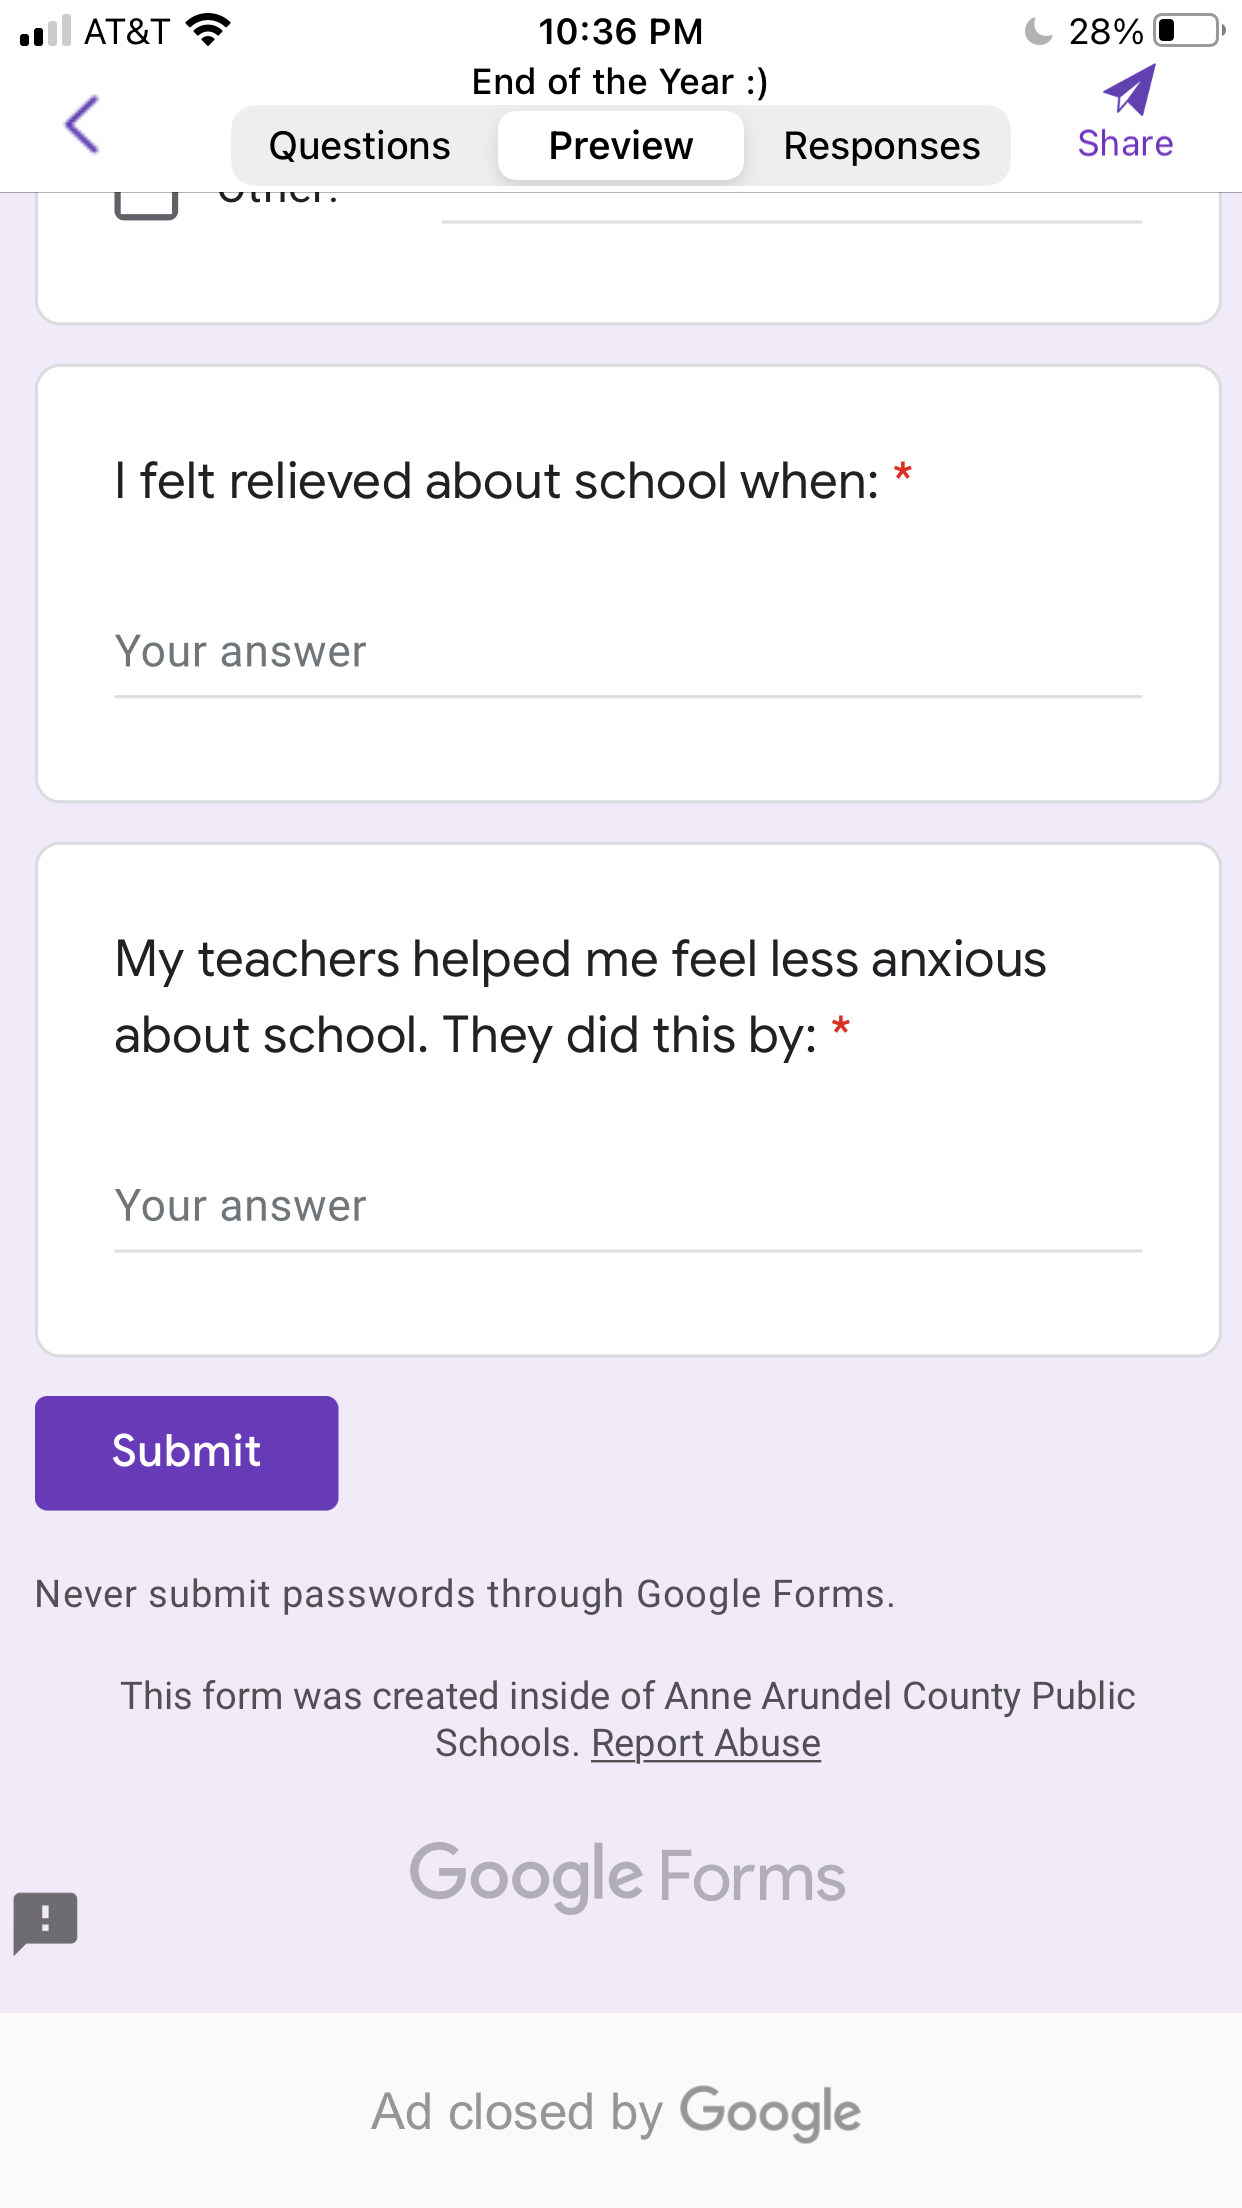 AT&T 10:36 PM 28%
End of the Year :)
Questions Preview Responses Share
Other:
I felt relieved about school when: *
Your answer
My teachers helped me feel less anxious
about school. They did this by: *
Your answer
Submit
Never submit passwords through Google Forms.
This form was created inside of Anne Arundel County Public
Schools. Report Abuse
Google Forms
!
Ad closed by Google